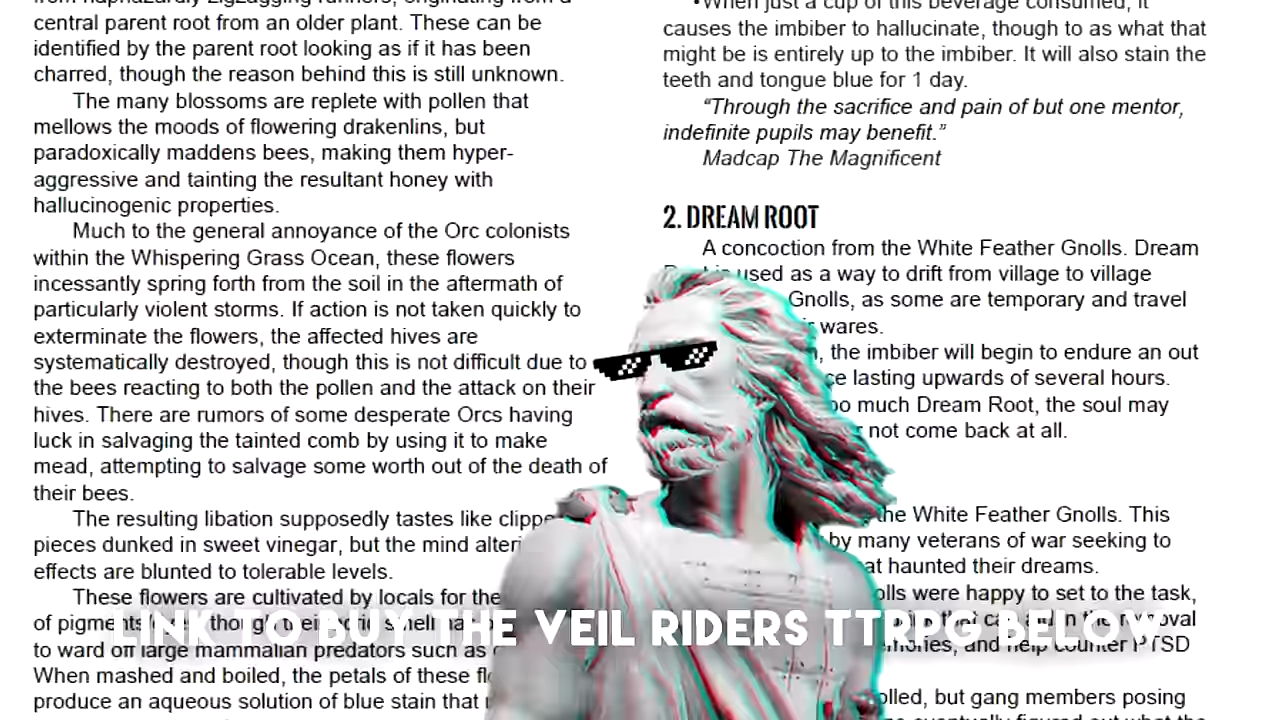 central parent root from an older plant. These can be
identified by the parent root looking as if it has been
charred, though the reason behind this is still unknown.
The many blossoms are replete with pollen that
mellows the moods of flowering drakenlins, but
paradoxically maddens bees, making them hyper-
aggressive and tainting the resultant honey with
hallucinogenic properties.
Much to the general annoyance of the Orc colonists
within the Whispering Grass Ocean, these flowers
incessantly spring forth from the soil in the aftermath of
particularly violent storms. If action is not taken quickly to
exterminate the flowers, the affected hives are
systematically destroyed, though this is not difficult due to
the bees reacting to both the pollen and the attack on their
hives. There are rumors of some desperate Orcs having
luck in salvaging the tainted comb by using it to make
mead, attempting to salvage some worth out of the death of
their bees.
The resulting libation supposedly tastes like
pieces dunked in sweet vinegar, but the mind
effects are blunted to tolerable levels.
These flowers are cultivated by locals for the
of pigments
to ward off large mammalian predators such as
When mashed and boiled, the petals of these
produce an aqueous solution of blue stain that
•When just a cup of this beverage consumed, it
causes the imbiber to hallucinate, though to as what that
might be is entirely up to the imbiber. It will also stain the
teeth and tongue blue for 1 day.
“Through the sacrifice and pain of but one mentor,
indefinite pupils may benefit.”
Madcap The Magnificent
2. DREAM ROOT
A concoction from the White Feather Gnolls. Dream
used as a way to drift from village to village
Gnolls, as some are temporary and travel
wares.
the imbiber will begin to endure an out
lasting upwards of several hours.
much Dream Root, the soul may
not come back at all.
the White Feather Gnolls. This
by many veterans of war seeking to
haunted their dreams.
were happy to set to the task,
and help counter PTSD
but gang members posing
LINK TO BUY THE VEIL RIDERS TTRPG BELOW